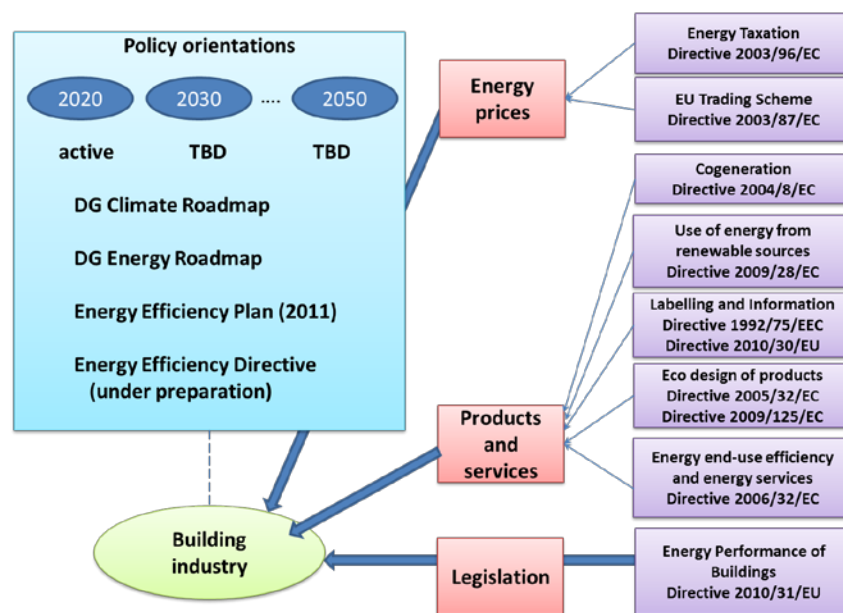 Policy orientations
2020 2030 .... 2050
active TBD TBD
DG Climate Roadmap
DG Energy Roadmap
Energy Efficiency Plan (2011)
Energy Efficiency Directive
(under preparation)
Building
industry
Energy
prices
Products
and
services
Legislation
Energy Taxation
Directive 2003/96/EC
EU Trading Scheme
Directive 2003/87/EC
Cogeneration
Directive 2004/8/EC
Use of energy from
renewable sources
Directive 2009/28/EC
Labelling and Information
Directive 1992/75/EEC
Directive 2010/30/EU
Eco design of products
Directive 2005/32/EC
Directive 2009/125/EC
Energy end-use efficiency
and energy services
Directive 2006/32/EC
Energy Performance of
Buildings
Directive 2010/31/EU